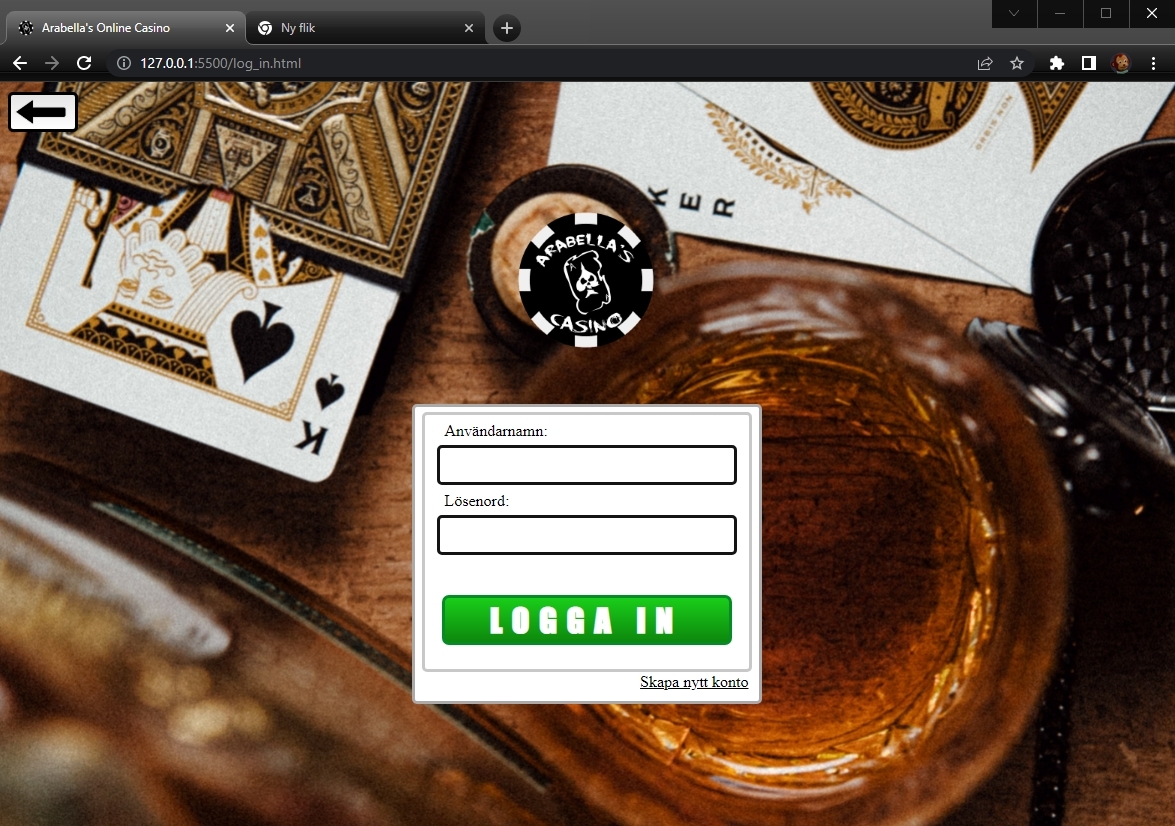 Arabella's Online Casino
Ny flik
127.0.0.1:5500/log_in.html
KER
ARABELLA'S
CASINO
K
Användarnamn:
Lösenord:
LOGGA IN
Skapa nytt konto